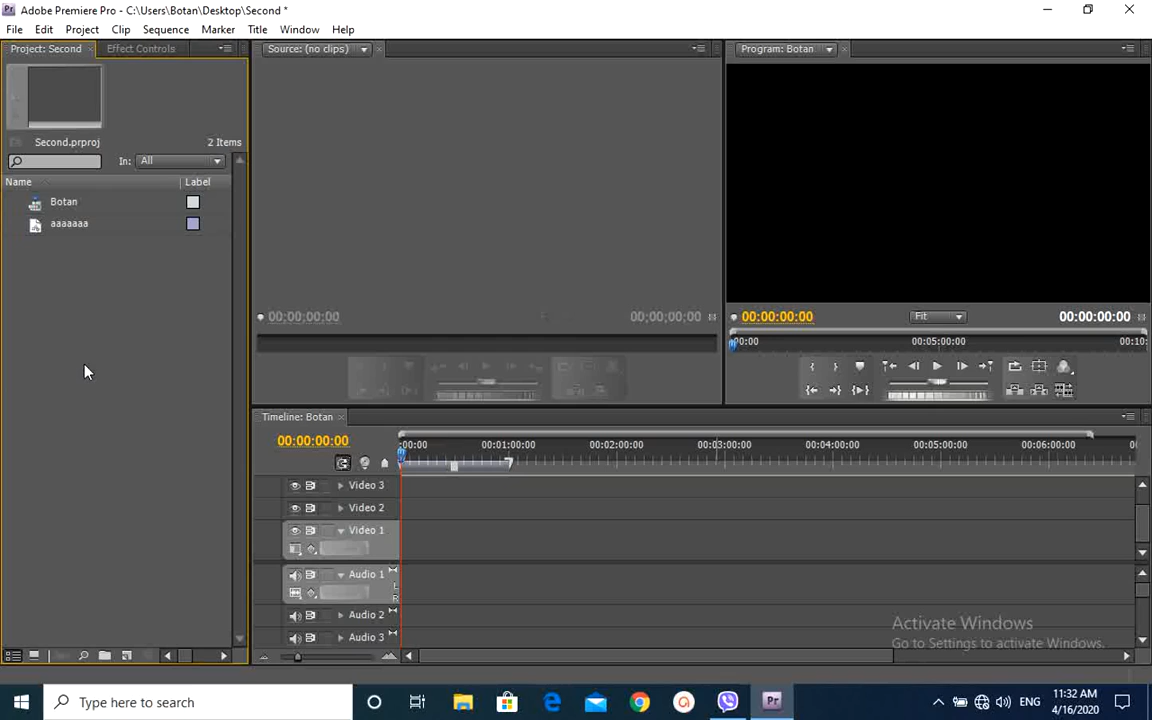 Adobe Premiere Pro - C:\Users\Botan\Desktop\Second *
File Edit Project Clip Sequence Marker Title Window Help
Project: Second Effect Controls
Source: (no clips)
Program: Botan
Second.prproj 2 Items
In: All
Name Label
Botan
aaaaaaa
00;00;00;00 00;00;00;00
00:00:00:00 Fit 00:00:00:00
00:00 00:05:00:00 00:10:
Timeline: Botan
00:00:00:00
:00:00 00:01:00:00 00:02:00:00 00:03:00:00 00:04:00:00 00:05:00:00 00:06:00:00 00
Video 3
Video 2
Video 1
Audio 1
L
R
Audio 2
Audio 3
Activate Windows
Go to Settings to activate Windows.
Type here to search
Pr
ENG
11:32 AM
4/16/2020